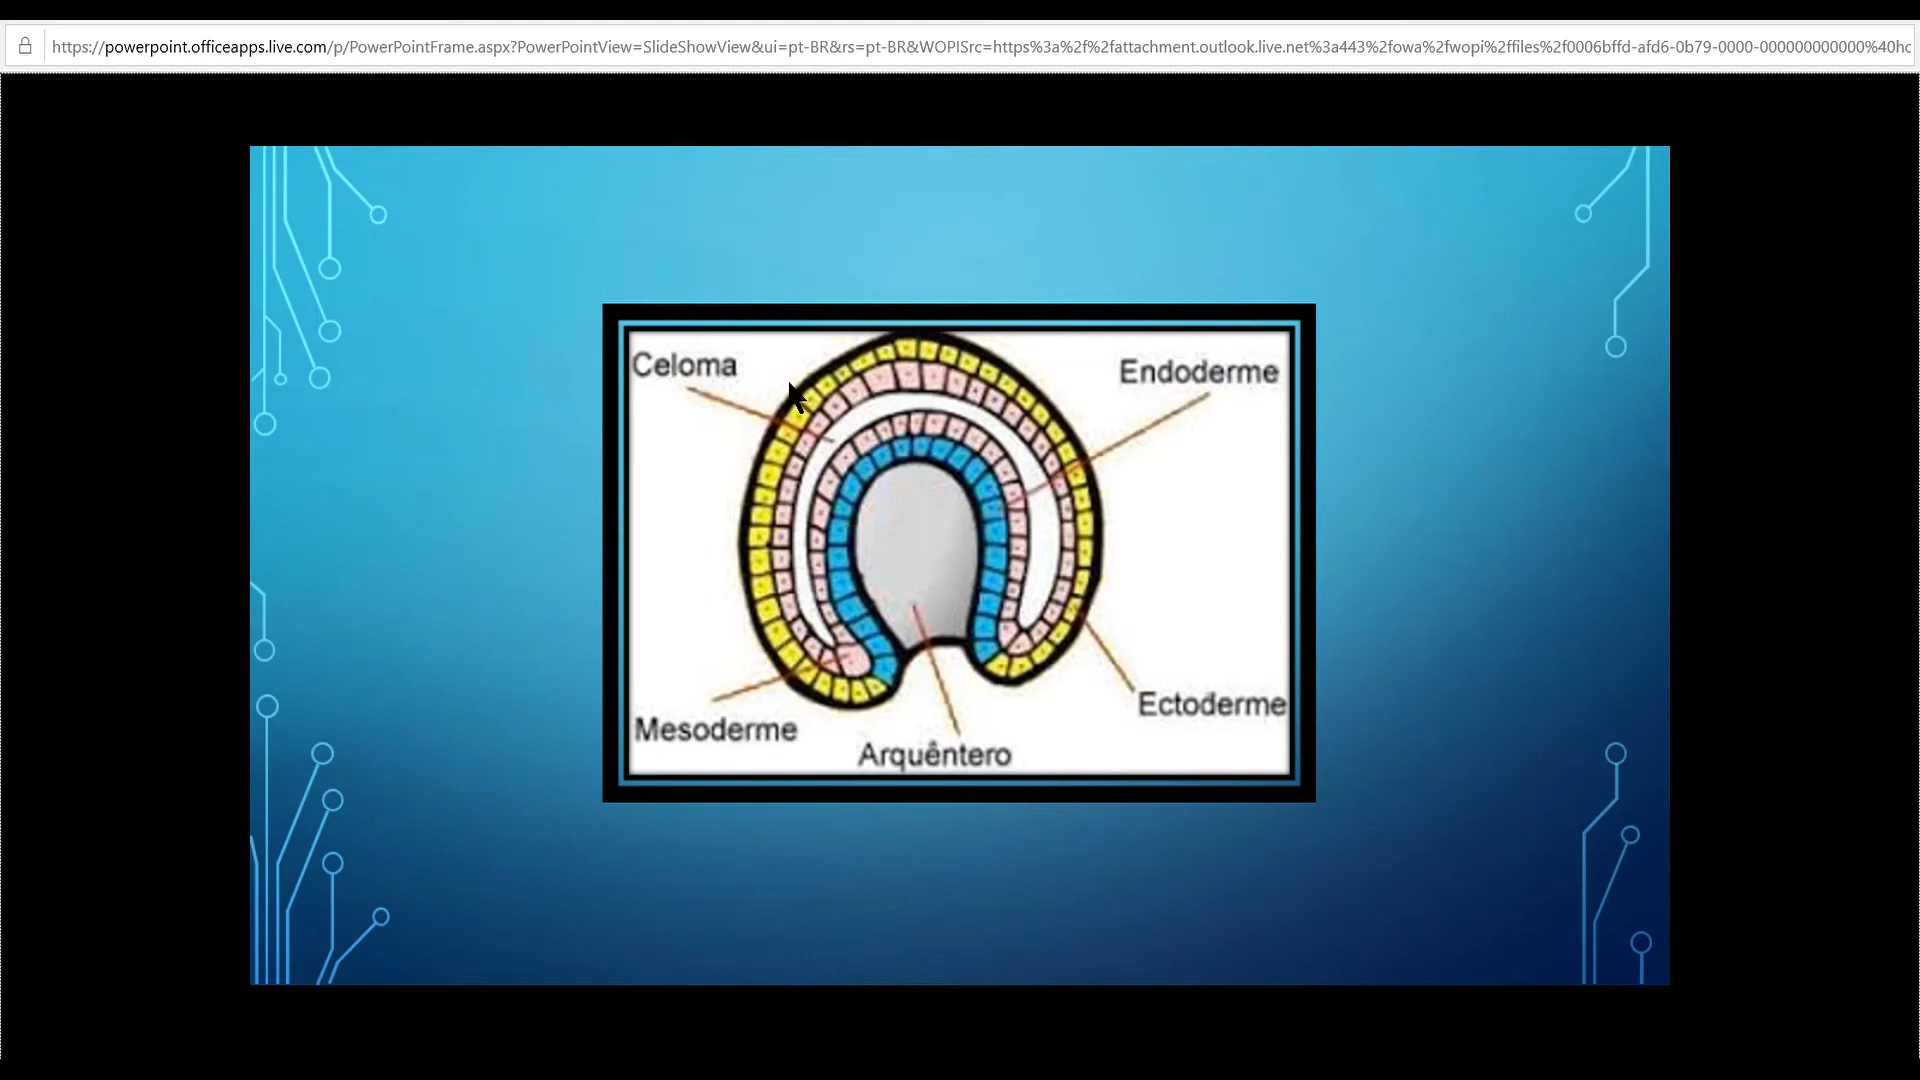 https://powerpoint.officeapps.live.com/p/PowerPointFrame.aspx?PowerPointView=SlideShowView&ui=pt-BR&rs=pt-BR&WOPISrc=https%3a%2f%2fattachment.outlook.live.net%3a443%2fowa%2fwopi%2ffiles%2f0006bffd-afd6-0b79-0000-000000000000%40hc
Celoma
Endoderme
Ectoderme
Mesoderme
Arquêntero